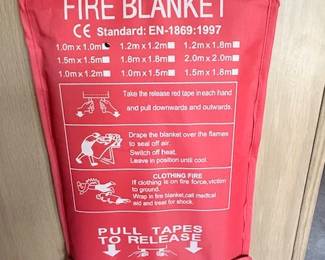 FIRE BLANKET
CE Standard: EN-1869:1997
1.0m x 1.0m 1.2m x 1.2m 1.2m x 1.8m
1.5m x 1.5m 1.8m x 1.8m 2.0m x 2.0m
1.0m x 1.2m 1.0m x 1.5m 1.5m x 1.8m
Take the release red tape in each hand
and pull downwards and outwards.
Drape the blanket over the flames
to seal off air.
Switch off heat.
Leave in position until cool.
CLOTHING FIRE
If clothing is on fire force,victim
to ground.
Wrap in fire blanket,call medical
aid and treat for shock.
PULL TAPES
TO RELEASE